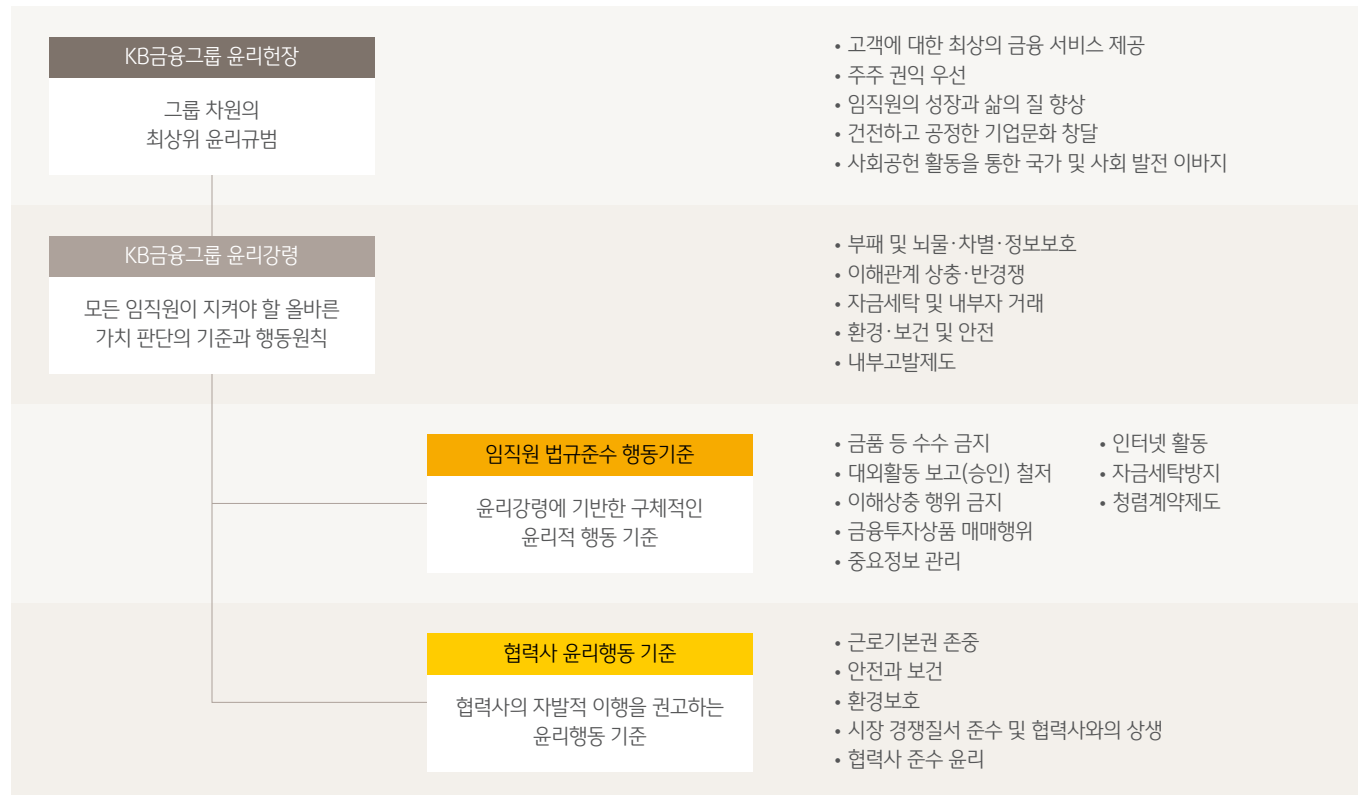 KB금융그룹 윤리헌장
그룹 차원의
최상위 윤리규범
• 고객에 대한 최상의 금융 서비스 제공
• 주주 권익 우선
• 임직원의 성장과 삶의 질 향상
• 건전하고 공정한 기업문화 창달
• 사회공헌 활동을 통한 국가 및 사회 발전 이바지
KB금융그룹 윤리강령
모든 임직원이 지켜야 할 올바른
가치 판단의 기준과 행동원칙
• 부패 및 뇌물·차별·정보보호
• 이해관계 상충·반경쟁
• 자금세탁 및 내부자 거래
• 환경·보건 및 안전
• 내부고발제도
임직원 법규준수 행동기준
윤리강령에 기반한 구체적인
윤리적 행동 기준
• 금품 등 수수 금지
• 대외활동 보고(승인) 철저
• 이해상충 행위 금지
• 금융투자상품 매매행위
• 중요정보 관리
• 인터넷 활동
• 자금세탁방지
• 청렴계약제도
협력사 윤리행동 기준
협력사의 자발적 이행을 권고하는
윤리행동 기준
• 근로기본권 존중
• 안전과 보건
• 환경보호
• 시장 경쟁질서 준수 및 협력사와의 상생
• 협력사 준수 윤리